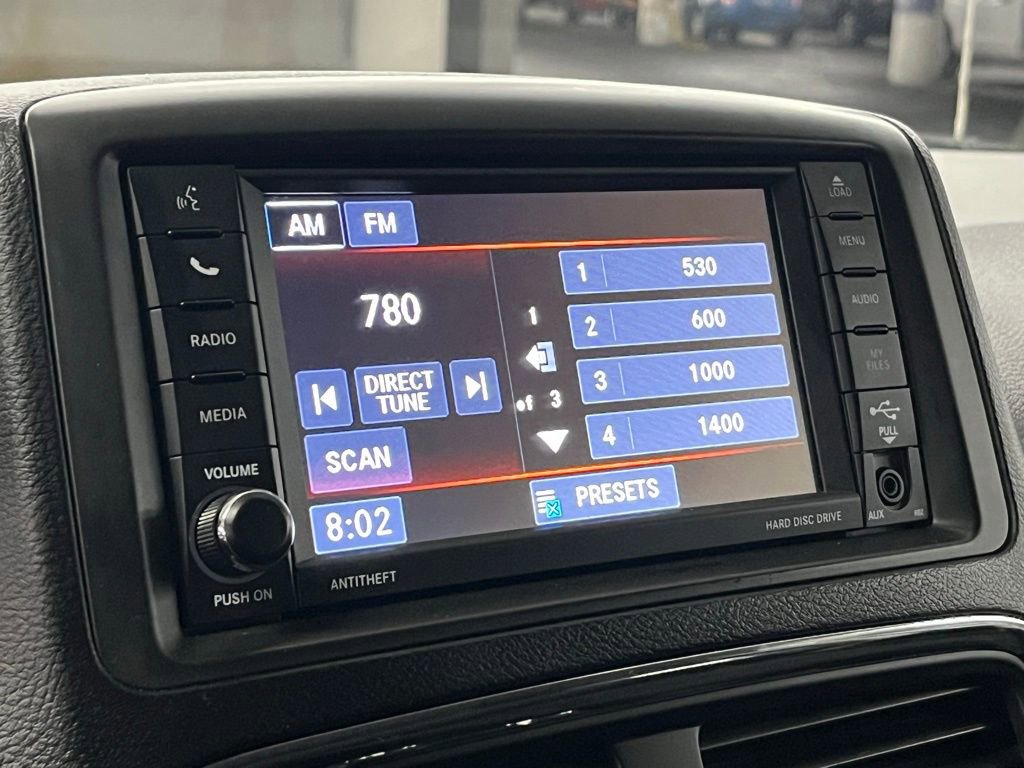 AM FM
780
DIRECT
TUNE
SCAN
8:02
1
of 3
1 530
2 600
3 1000
4 1400
PRESETS
RADIO
MEDIA
VOLUME
PUSH ON
ANTITHEFT
HARD DISC DRIVE
LOAD
MENU
AUDIO
MY
FILES
PULL
AUX